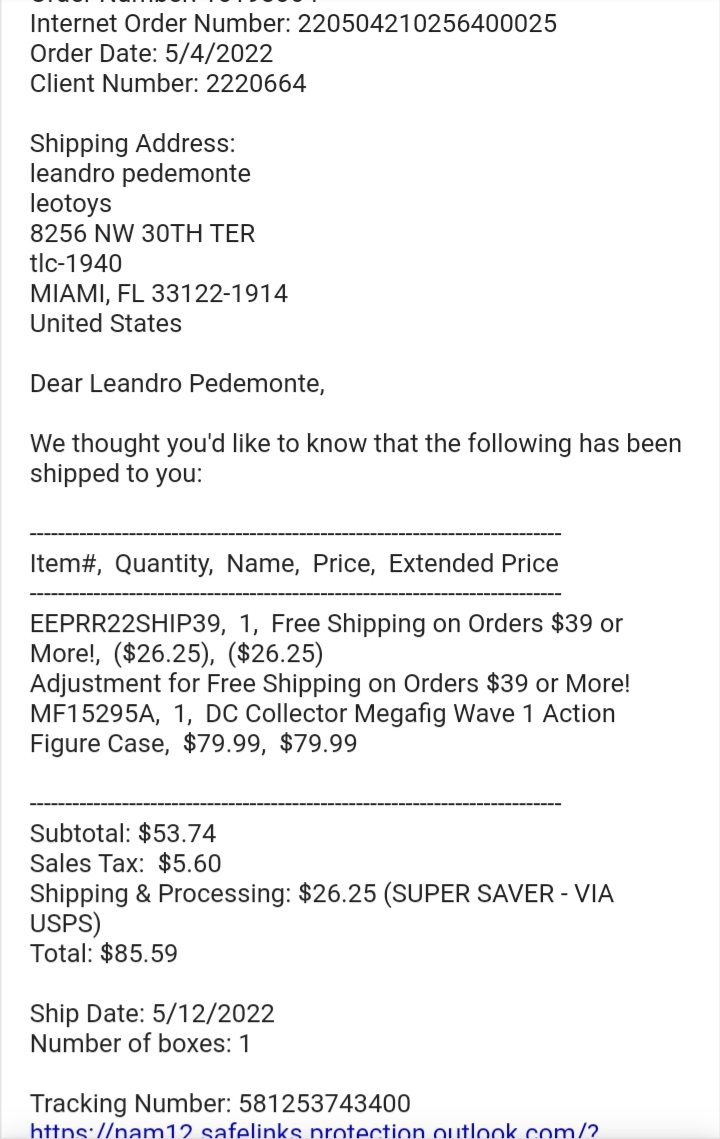 Internet Order Number: 220504210256400025
Order Date: 5/4/2022
Client Number: 2220664
Shipping Address:
leandro pedemonte
leotoys
8256 NW 30TH TER
tlc-1940
MIAMI, FL 33122-1914
United States
Dear Leandro Pedemonte,
We thought you'd like to know that the following has been
shipped to you:
----------------------------------------------------------------------------
Item#,  Quantity,  Name,  Price,  Extended Price
----------------------------------------------------------------------------
EEPRR22SHIP39,  1,  Free Shipping on Orders $39 or
More!,  ($26.25),  ($26.25)
Adjustment for Free Shipping on Orders $39 or More!
MF15295A,  1,  DC Collector Megafig Wave 1 Action
Figure Case,  $79.99,  $79.99
----------------------------------------------------------------------------
Subtotal: $53.74
Sales Tax:  $5.60
Shipping & Processing: $26.25 (SUPER SAVER - VIA
USPS)
Total: $85.59
Ship Date: 5/12/2022
Number of boxes: 1
Tracking Number: 581253743400
https://nam12.safelinks.protection.outlook.com/?